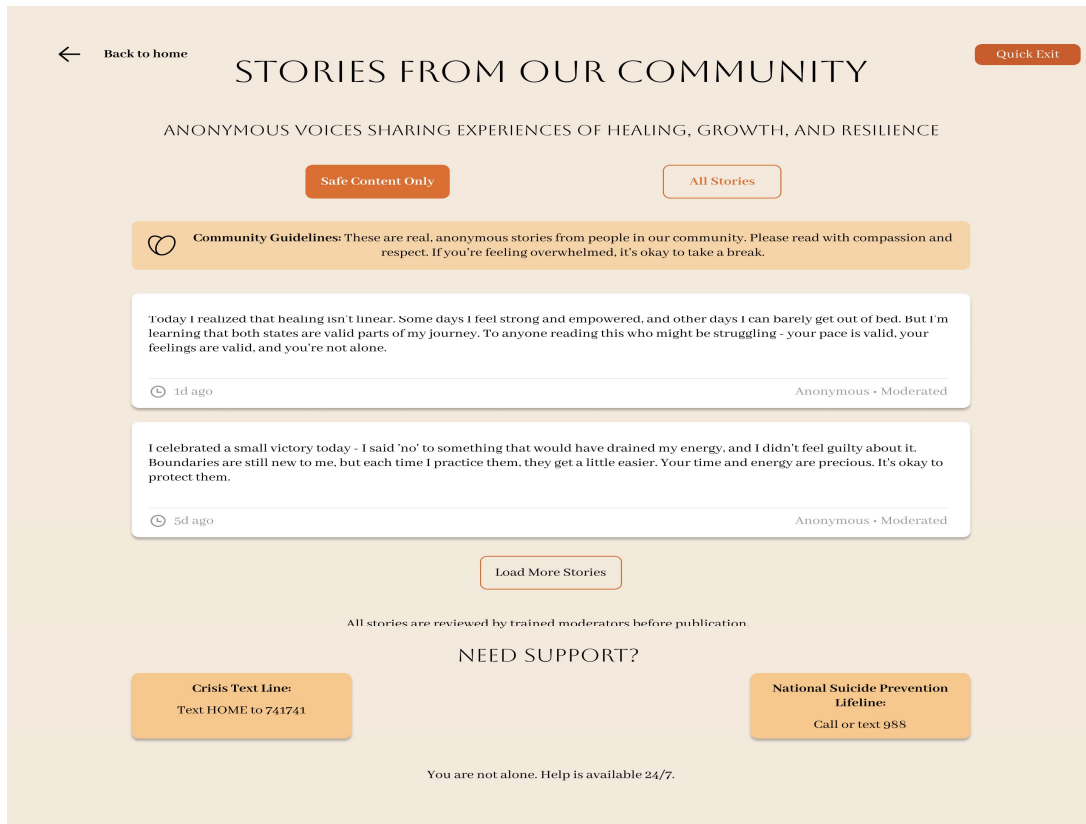 Back to home
Quick Exit
STORIES FROM OUR COMMUNITY
ANONYMOUS VOICES SHARING EXPERIENCES OF HEALING, GROWTH, AND RESILIENCE
Safe Content Only
All Stories
Community Guidelines: These are real, anonymous stories from people in our community. Please read with compassion and
respect. If you're feeling overwhelmed, it's okay to take a break.
Today I realized that healing isn't linear. Some days I feel strong and empowered, and other days I can barely get out of bed. But I'm
learning that both states are valid parts of my journey. To anyone reading this who might be struggling - your pace is valid, your
feelings are valid, and you're not alone.
1d ago
Anonymous • Moderated
I celebrated a small victory today - I said 'no' to something that would have drained my energy, and I didn't feel guilty about it.
Boundaries are still new to me, but each time I practice them, they get a little easier. Your time and energy are precious. It's okay to
protect them.
5d ago
Anonymous • Moderated
Load More Stories
All stories are reviewed by trained moderators before publication.
NEED SUPPORT?
Crisis Text Line:
Text HOME to 741741
National Suicide Prevention
Lifeline:
Call or text 988
You are not alone. Help is available 24/7.